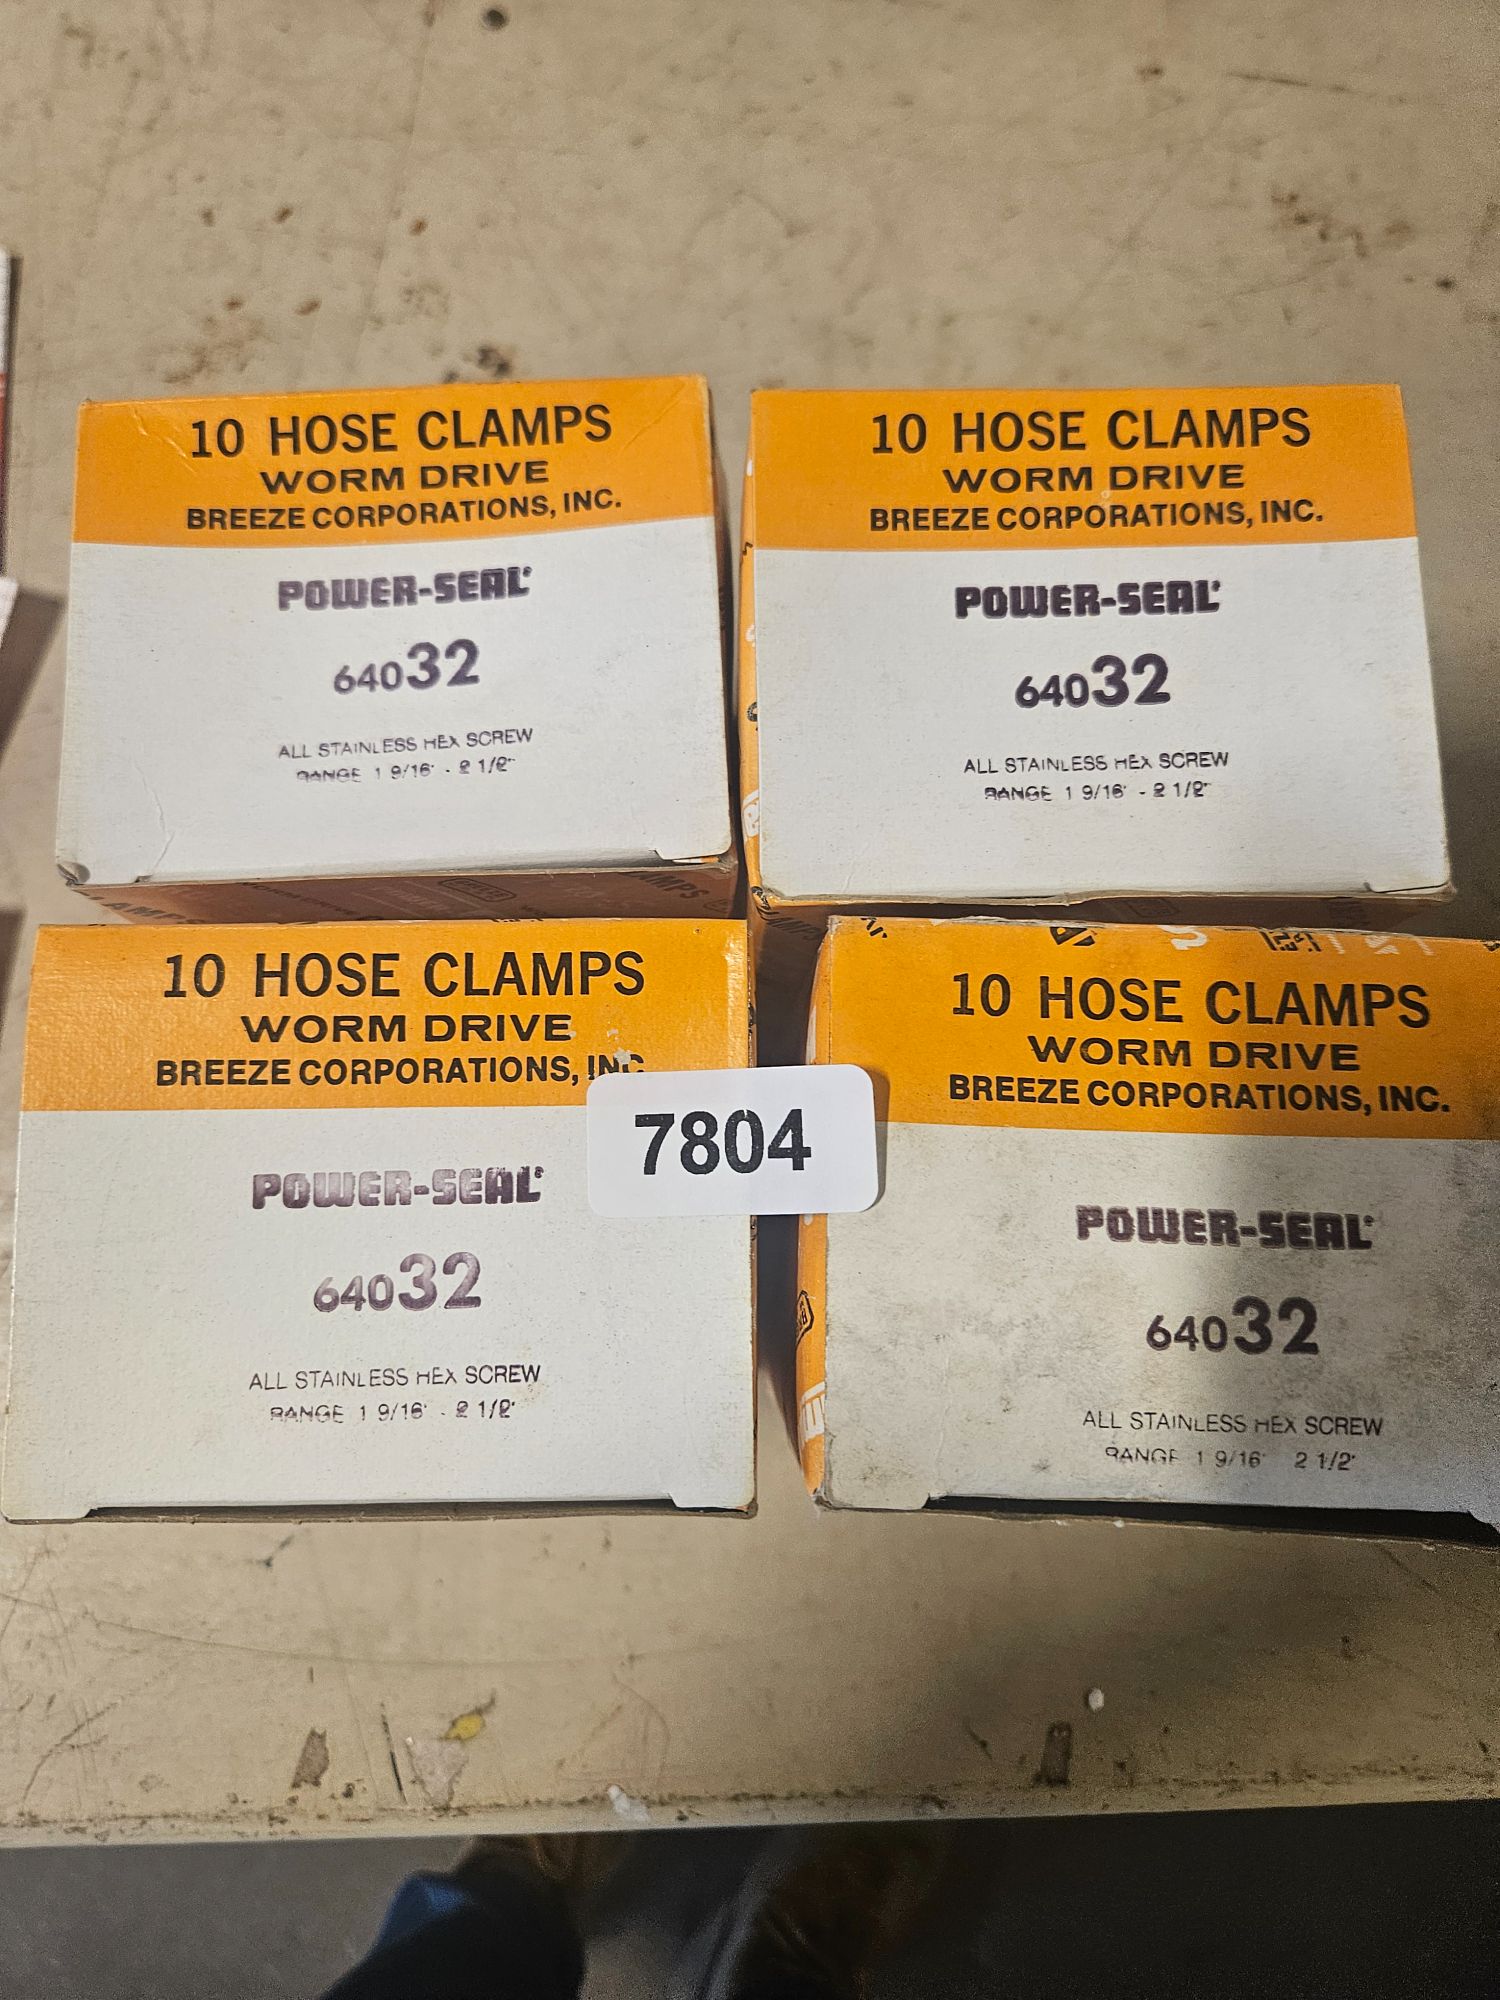 10 HOSE CLAMPS
WORM DRIVE
BREEZE CORPORATIONS, INC.
POWER-SEAL
64032
ALL STAINLESS HEX SCREW
RANGE 1 9/16" - 2 1/2"
10 HOSE CLAMPS
WORM DRIVE
BREEZE CORPORATIONS, INC.
POWER-SEAL
64032
ALL STAINLESS HEX SCREW
RANGE 1 9/16" - 2 1/2"
AMPS
10 HOSE CLAMPS
WORM DRIVE
BREEZE CORPORATIONS, INC
POWER-SEAL
64032
ALL STAINLESS HEX SCREW
RANGE 1 9/16" - 2 1/2"
7804
10 HOSE CLAMPS
WORM DRIVE
BREEZE CORPORATIONS, INC.
POWER-SEAL
64032
ALL STAINLESS HEX SCREW
RANGE 1 9/16" 2 1/2"